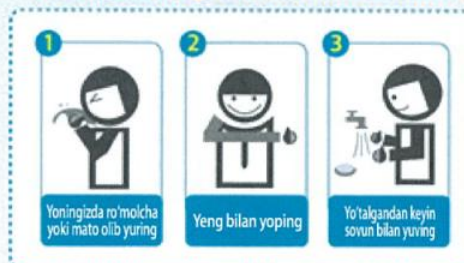 1
2
3
Yoningizda ro'molcha
yoki mato olib yuring
Yeng bilan yoping
Yo'talgandan keyin
sovun bilan yuving